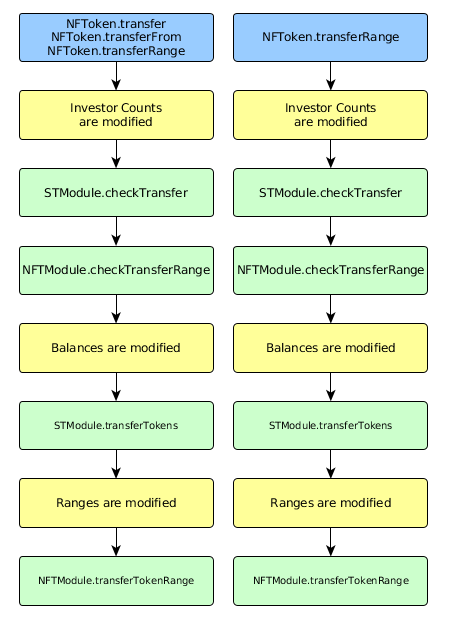 NFToken.transfer
NFToken.transferFrom
NFToken.transferRange
Investor Counts
are modified
STModule.checkTransfer
NFTModule.checkTransferRange
Balances are modified
STModule.transferTokens
Ranges are modified
NFTModule.transferTokenRange
NFToken.transferRange
Investor Counts
are modified
STModule.checkTransfer
NFTModule.checkTransferRange
Balances are modified
STModule.transferTokens
Ranges are modified
NFTModule.transferTokenRange